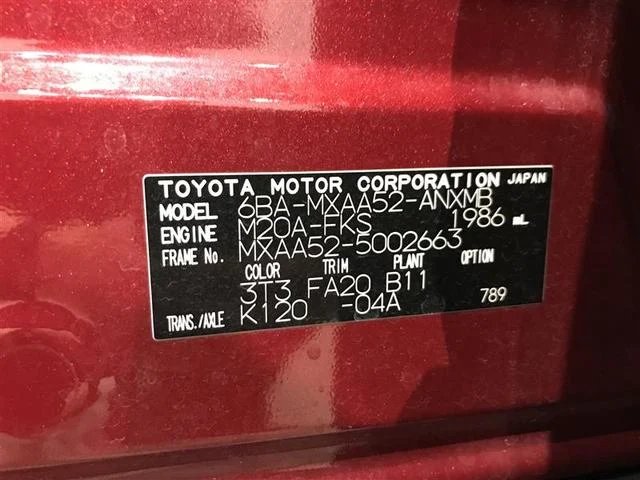 TOYOTA MOTOR CORPORATION JAPAN
MODEL 6BA-MXAA52-ANXMB
ENGINE M20A-FKS 1986 mL
FRAME No. MXAA52-5002663
COLOR TRIM PLANT OPTION
3T3 FA20 B11
TRANS./AXLE K120 -04A 789